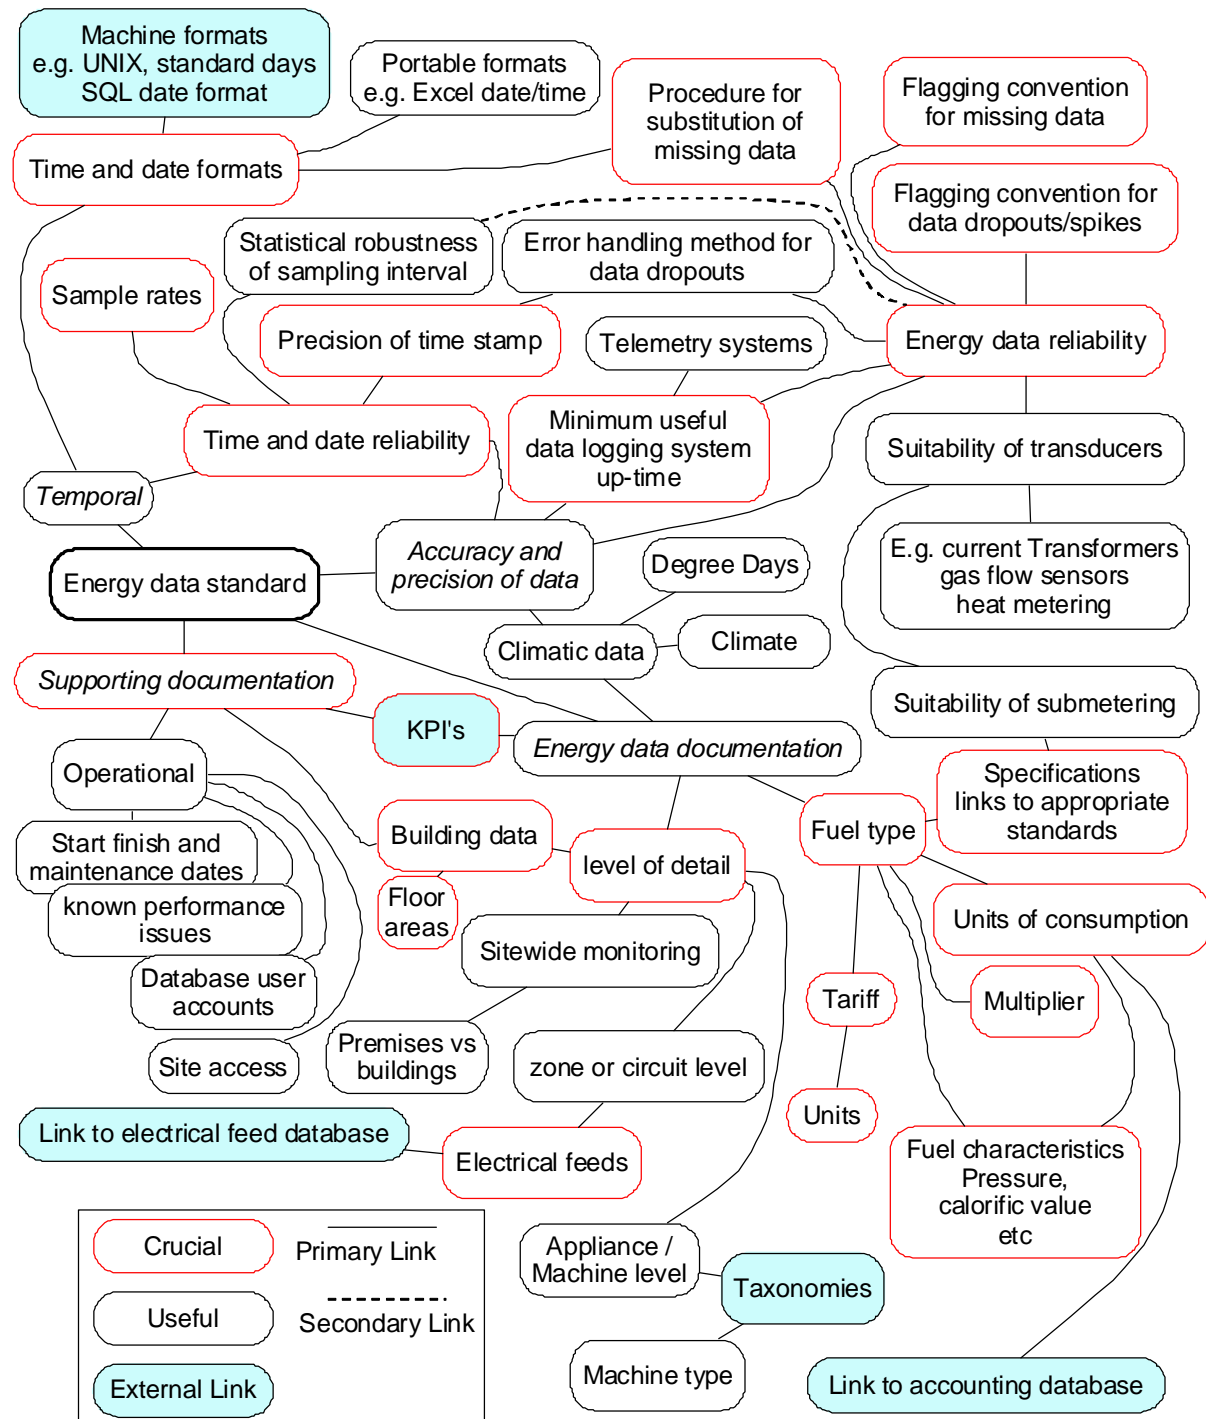 Machine formats
e.g. UNIX, standard days
SQL date format
Portable formats
e.g. Excel date/time
Procedure for
substitution of
missing data
Flagging convention
for missing data
Time and date formats
Flagging convention for
data dropouts/spikes
Statistical robustness
of sampling interval
Error handling method for
data dropouts
Sample rates
Precision of time stamp
Telemetry systems
Energy data reliability
Time and date reliability
Minimum useful
data logging system
up-time
Suitability of transducers
Temporal
Accuracy and
precision of data
E.g. current Transformers
gas flow sensors
heat metering
Energy data standard
Degree Days
Climatic data
Climate
Supporting documentation
KPI's
Energy data documentation
Suitability of submetering
Operational
Specifications
links to appropriate
standards
Start finish and
maintenance dates
Building data
level of detail
Fuel type
known performance
issues
Floor
areas
Units of consumption
Sitewide monitoring
Database user
accounts
Tariff
Multiplier
Site access
Premises vs
buildings
zone or circuit level
Units
Link to electrical feed database
Electrical feeds
Fuel characteristics
Pressure,
calorific value
etc
Crucial
Primary Link
Appliance /
Machine level
Taxonomies
Useful
Secondary Link
Machine type
External Link
Link to accounting database